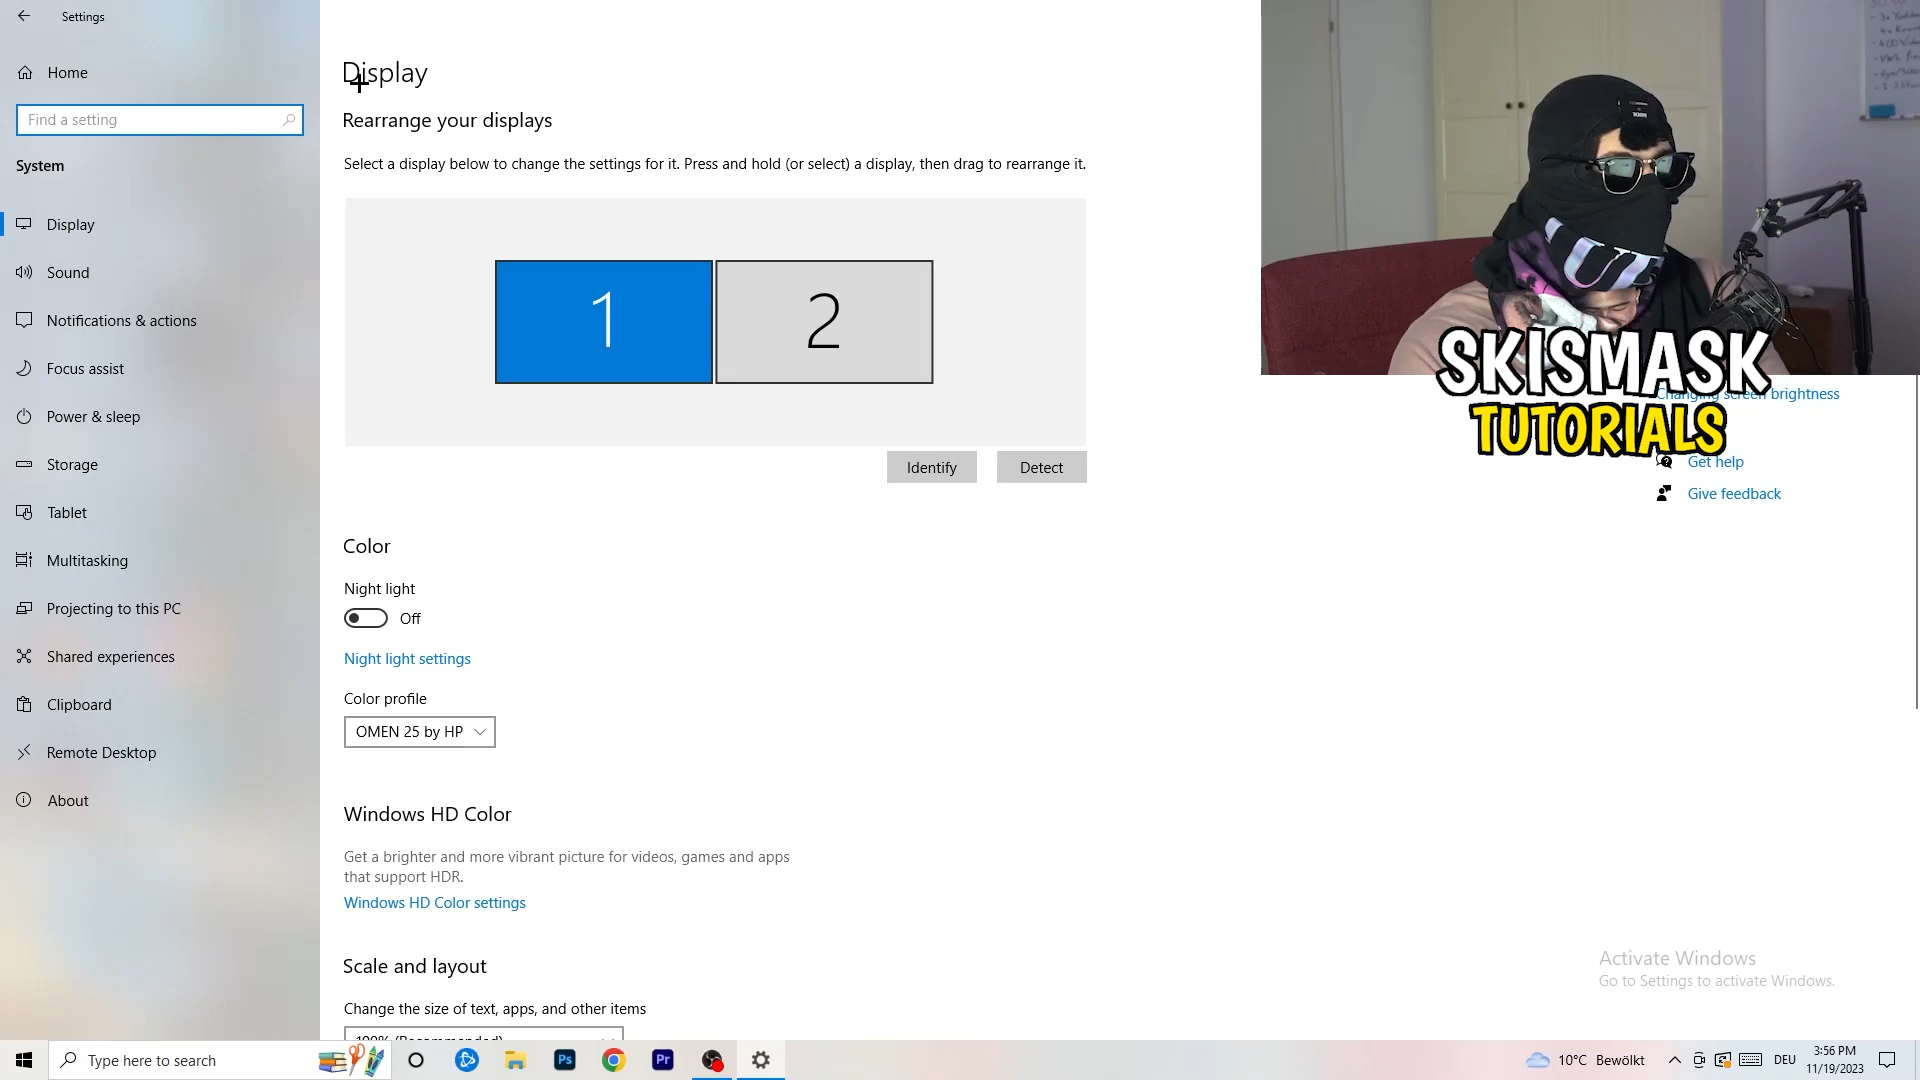 Settings
Home
Find a setting
System
Display
Sound
Notifications & actions
Focus assist
Power & sleep
Storage
Tablet
Multitasking
Projecting to this PC
Shared experiences
Clipboard
Remote Desktop
About
Display
Rearrange your displays
Select a display below to change the settings for it. Press and hold (or select) a display, then drag to rearrange it.
1
2
Identify
Detect
Color
Night light
Off
Night light settings
Color profile
OMEN 25 by HP
Windows HD Color
Get a brighter and more vibrant picture for videos, games and apps
that support HDR.
Windows HD Color settings
Scale and layout
Change the size of text, apps, and other items
100% (Recommended)
SKISMASK
TUTORIALS
Changing screen brightness
Get help
Give feedback
Activate Windows
Go to Settings to activate Windows.
Type here to search
Ps
Pr
10°C Bewölkt
DEU
3:56 PM
11/19/2023